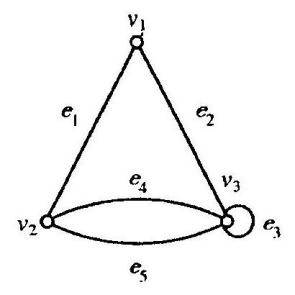 v₁
e₁ e₂
e₄ v₃
v₂ e₃
e₅